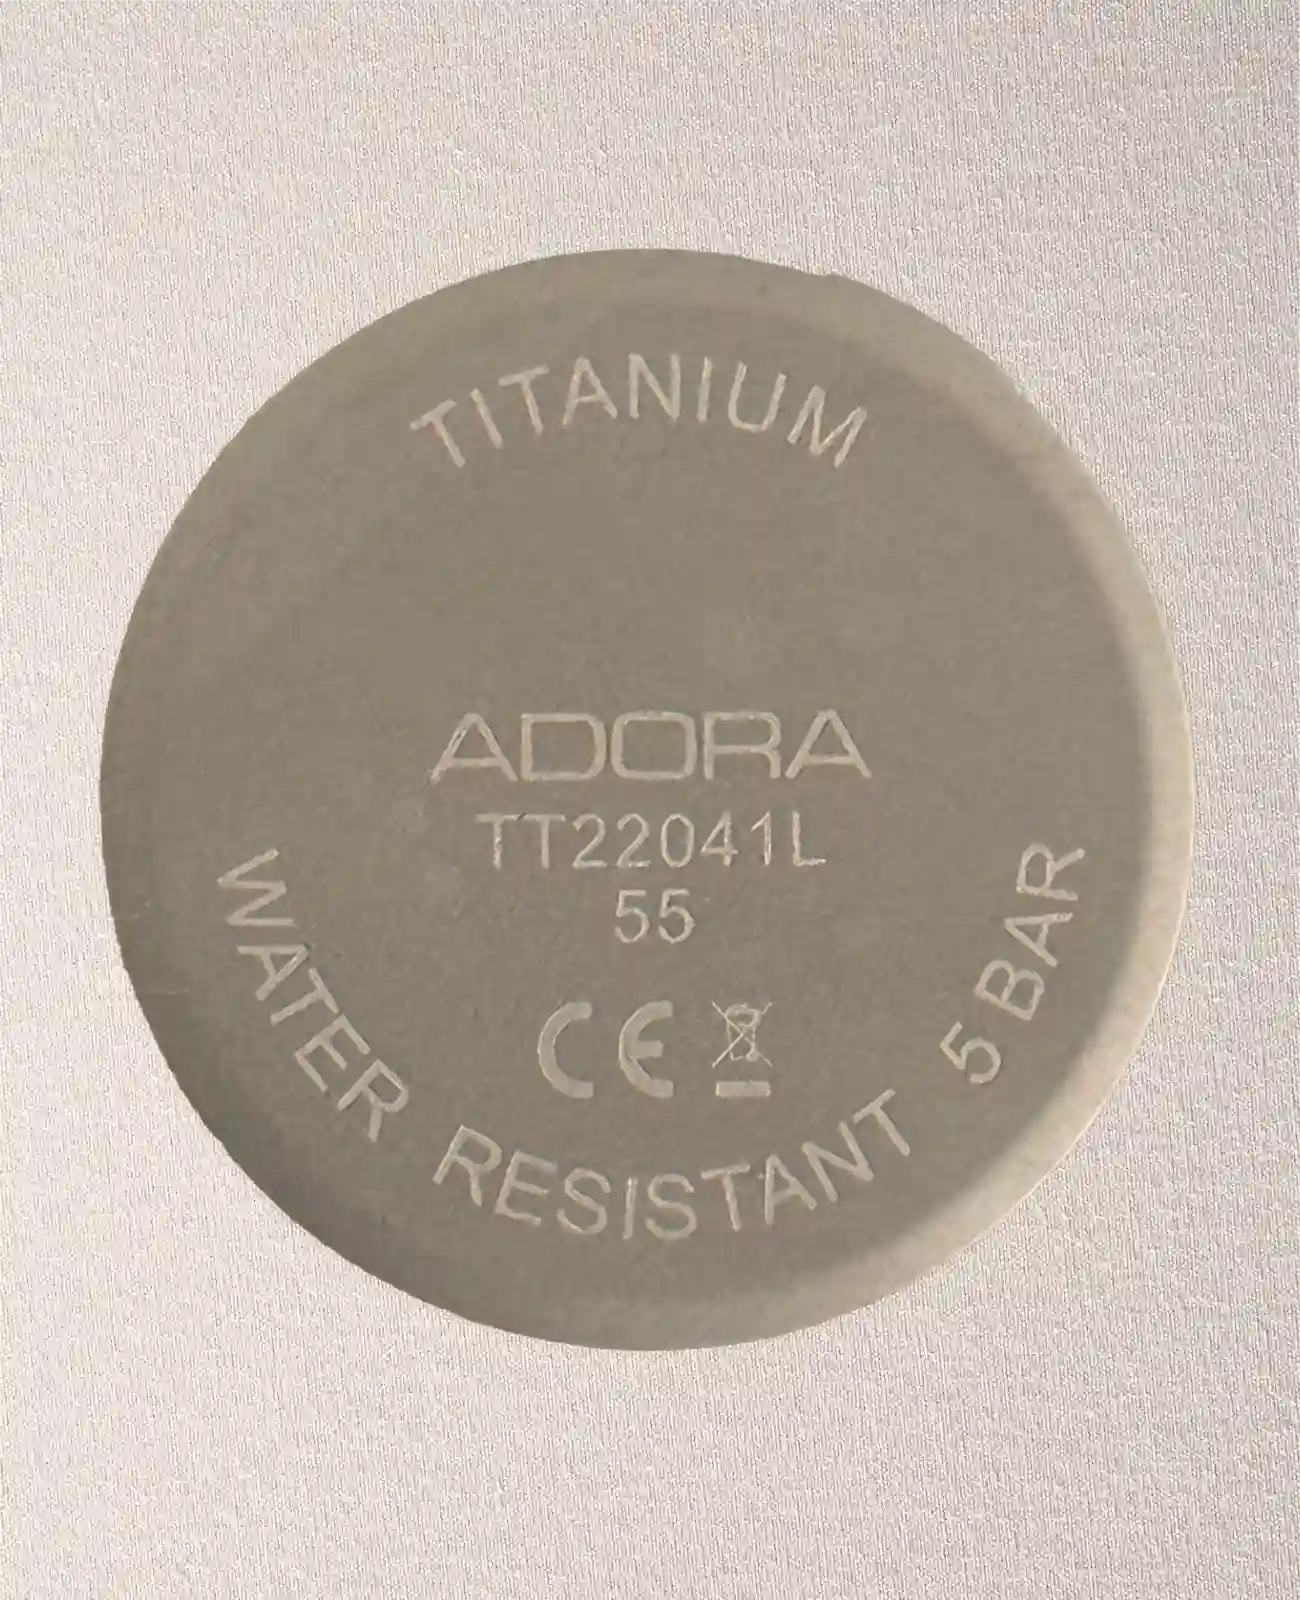 TITANIUM
ADORA
TT22041L
55
CE
WATER RESISTANT 5 BAR